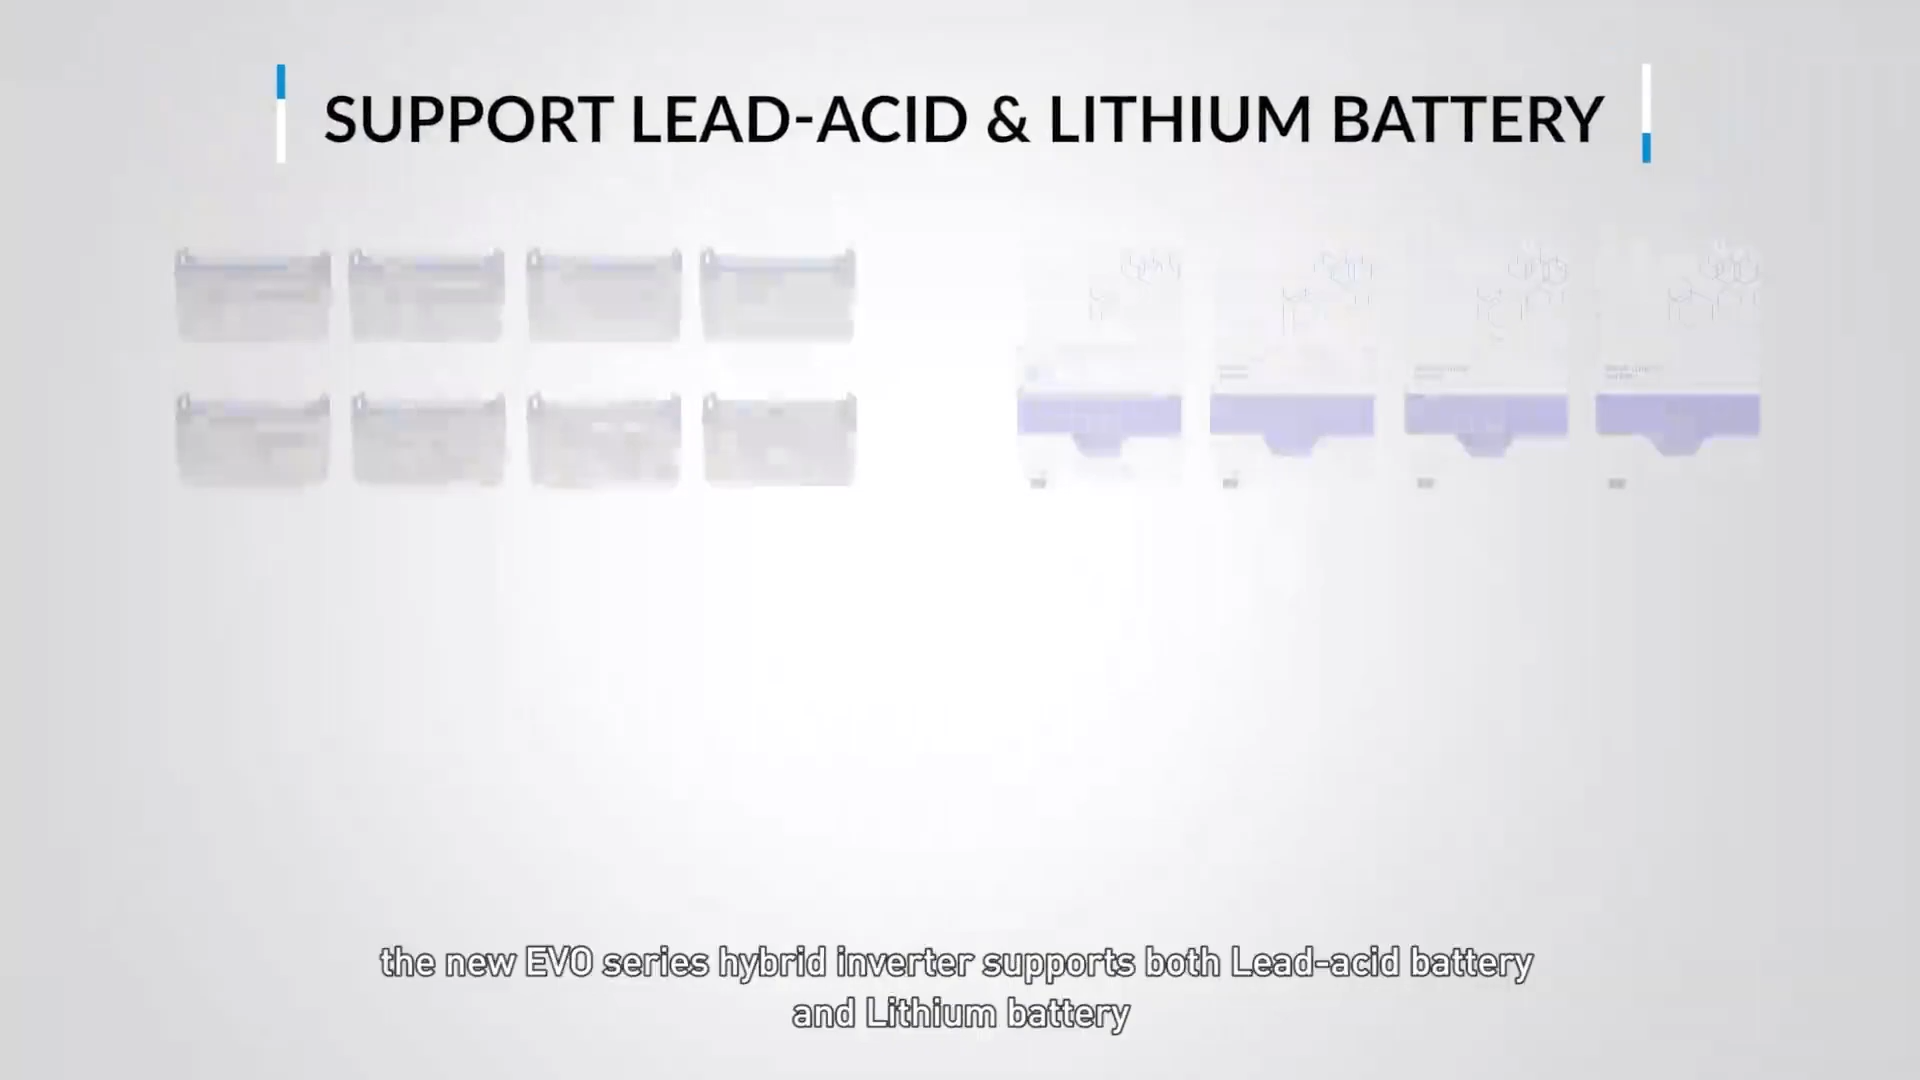 SUPPORT LEAD-ACID & LITHIUM BATTERY
the new EVO series hybrid inverter supports both Lead-acid battery
and Lithium battery